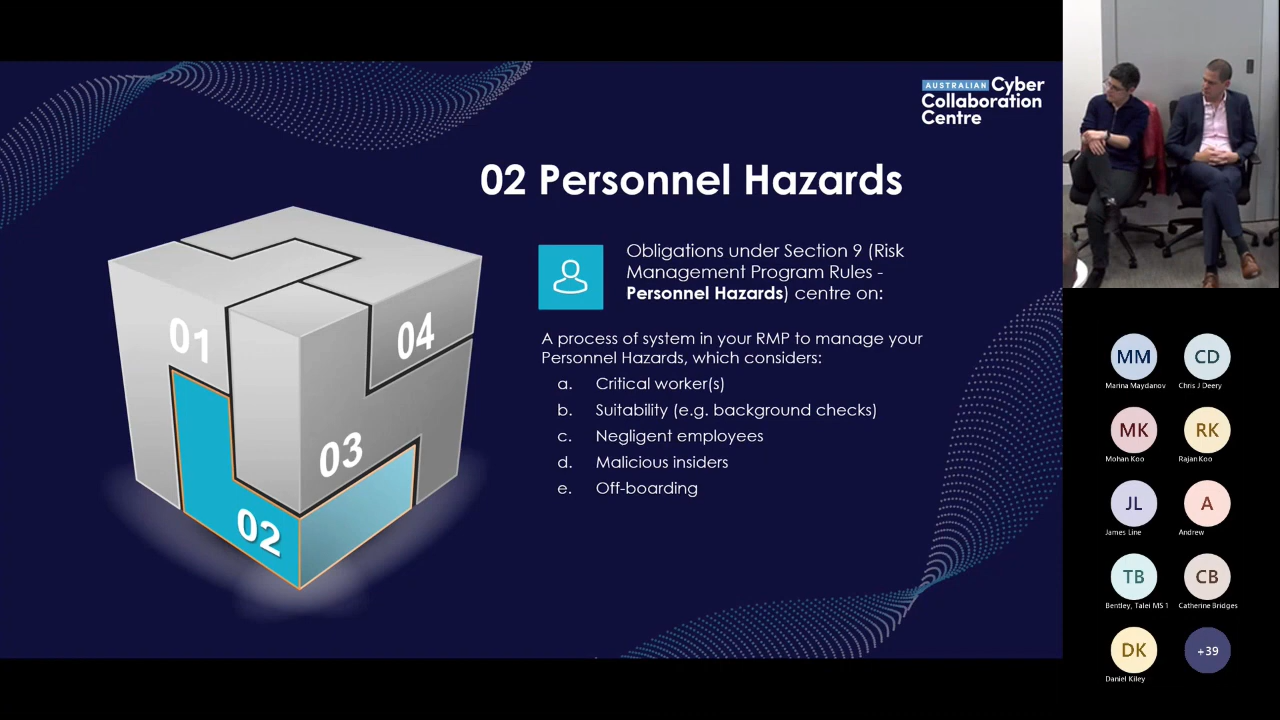 AUSTRALIAN Cyber
Collaboration
Centre
02 Personnel Hazards
Obligations under Section 9 (Risk
Management Program Rules -
Personnel Hazards) centre on:
A process of system in your RMP to manage your
Personnel Hazards, which considers:
a. Critical worker(s)
b. Suitability (e.g. background checks)
c. Negligent employees
d. Malicious insiders
e. Off-boarding
01
04
03
02
MM
CD
Marina Maydanov
Chris J Deery
MK
RK
Mohan Koo
Rajan Koo
JL
A
James Line
Andrew
TB
CB
Bentley, Talei MS 1
Catherine Bridges
DK
+39
Daniel Kiley